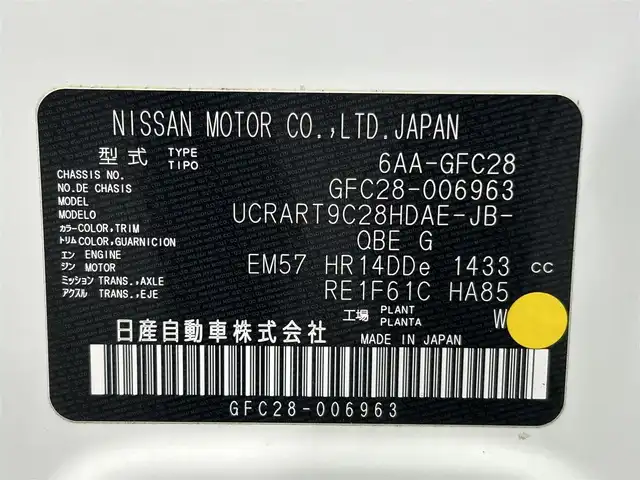 NISSAN MOTOR CO.,LTD.JAPAN
型式 TYPE TIPO 6AA-GFC28
CHASSIS NO. NO.DE CHASIS GFC28-006963
MODEL MODELO UCRART9C28HDAE-JB-
カラー COLOR,TRIM トリム COLOR,GUARNICION QBE G
エン ENGINE ジン MOTOR EM57 HR14DDe 1433 cc
ミッション TRANS.,AXLE アクスル TRANS.,EJE RE1F61C HA85
工場 PLANT PLANTA W
日産自動車株式会社 MADE IN JAPAN
GFC28-006963